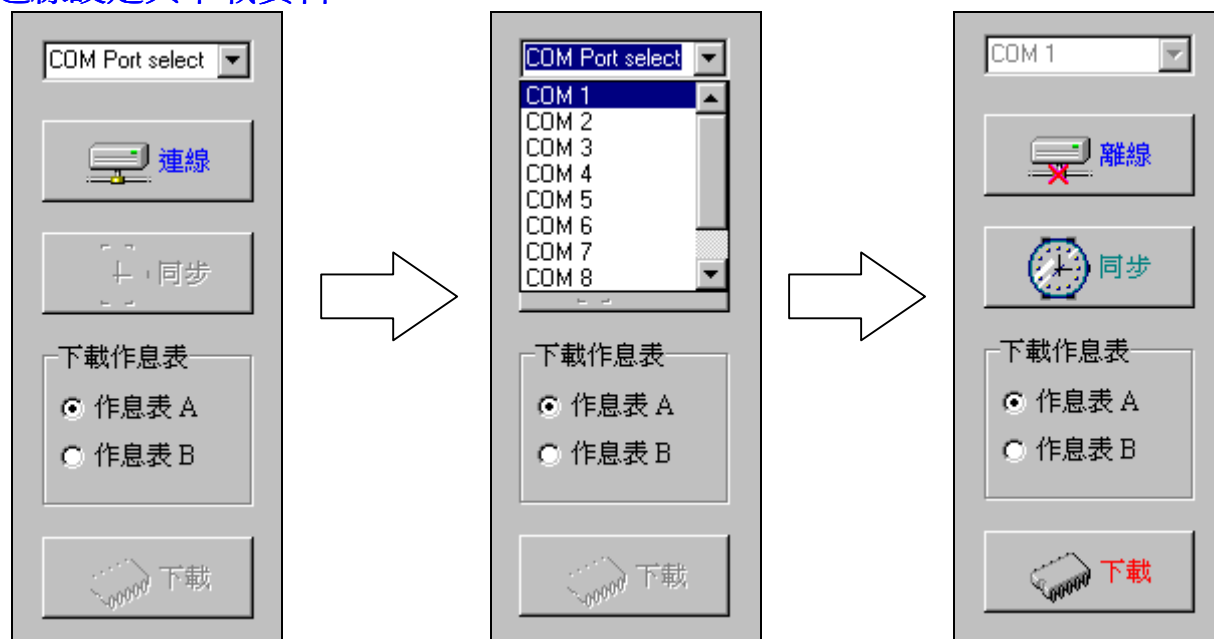 COM Port select
連線
同步
下載作息表
作息表 A
作息表 B
下載
COM Port select
COM 1
COM 2
COM 3
COM 4
COM 5
COM 6
COM 7
COM 8
下載作息表
作息表 A
作息表 B
下載
COM 1
離線
同步
下載作息表
作息表 A
作息表 B
下載